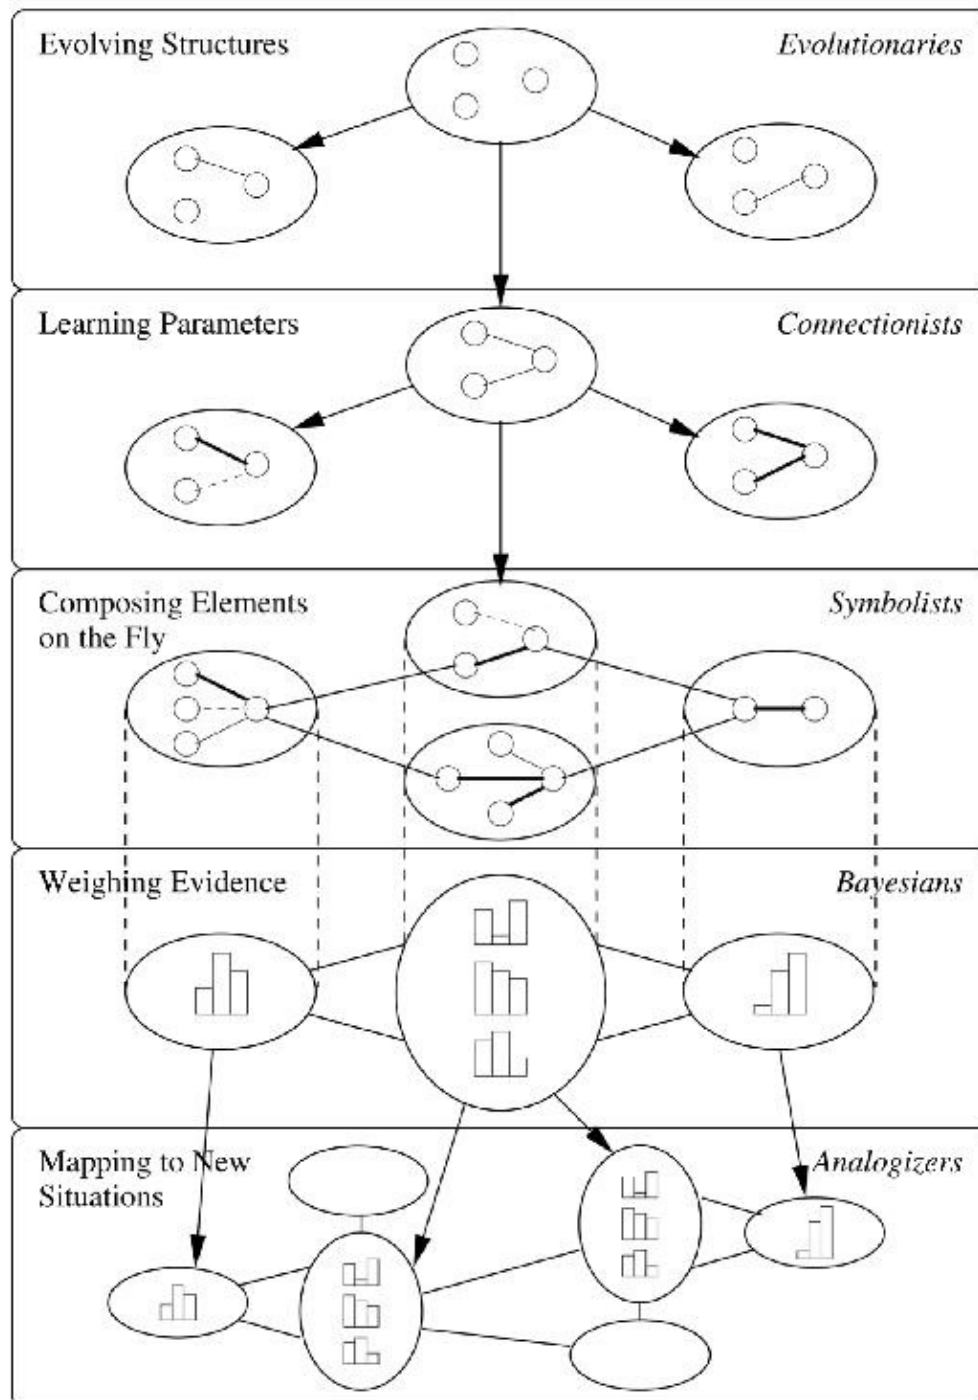 Evolving Structures
Evolutionaries
Learning Parameters
Connectionists
Composing Elements
on the Fly
Symbolists
Weighing Evidence
Bayesians
Mapping to New
Situations
Analogizers